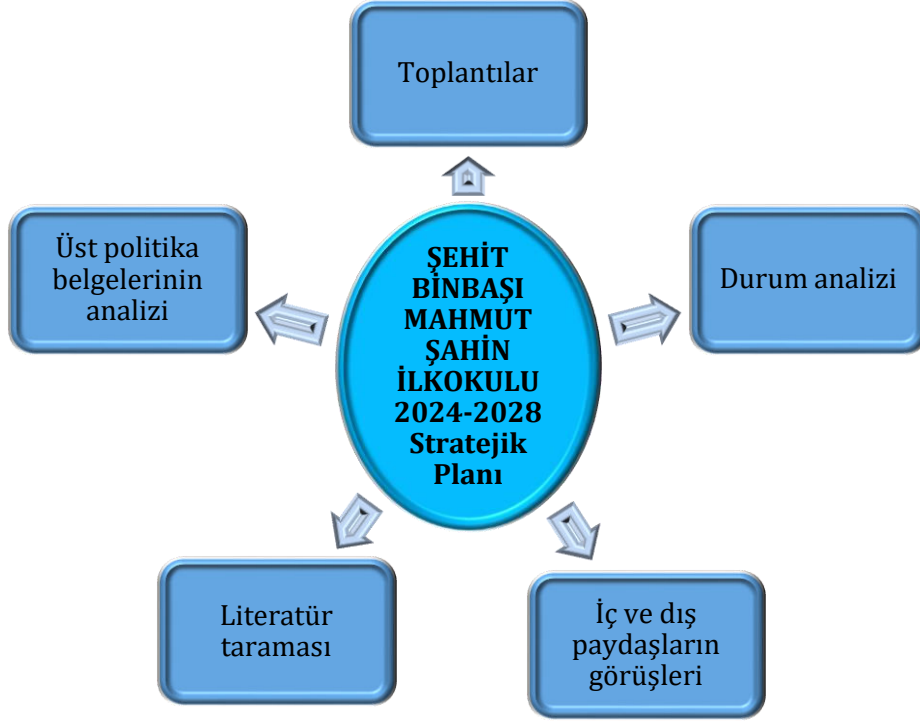 Toplantılar
Üst politika
belgelerinin
analizi
ŞEHİT
BİNBAŞI
MAHMUT
ŞAHİN
İLKOKULU
2024-2028
Stratejik
Planı
Durum analizi
Literatür
taraması
İç ve dış
paydaşların
görüşleri